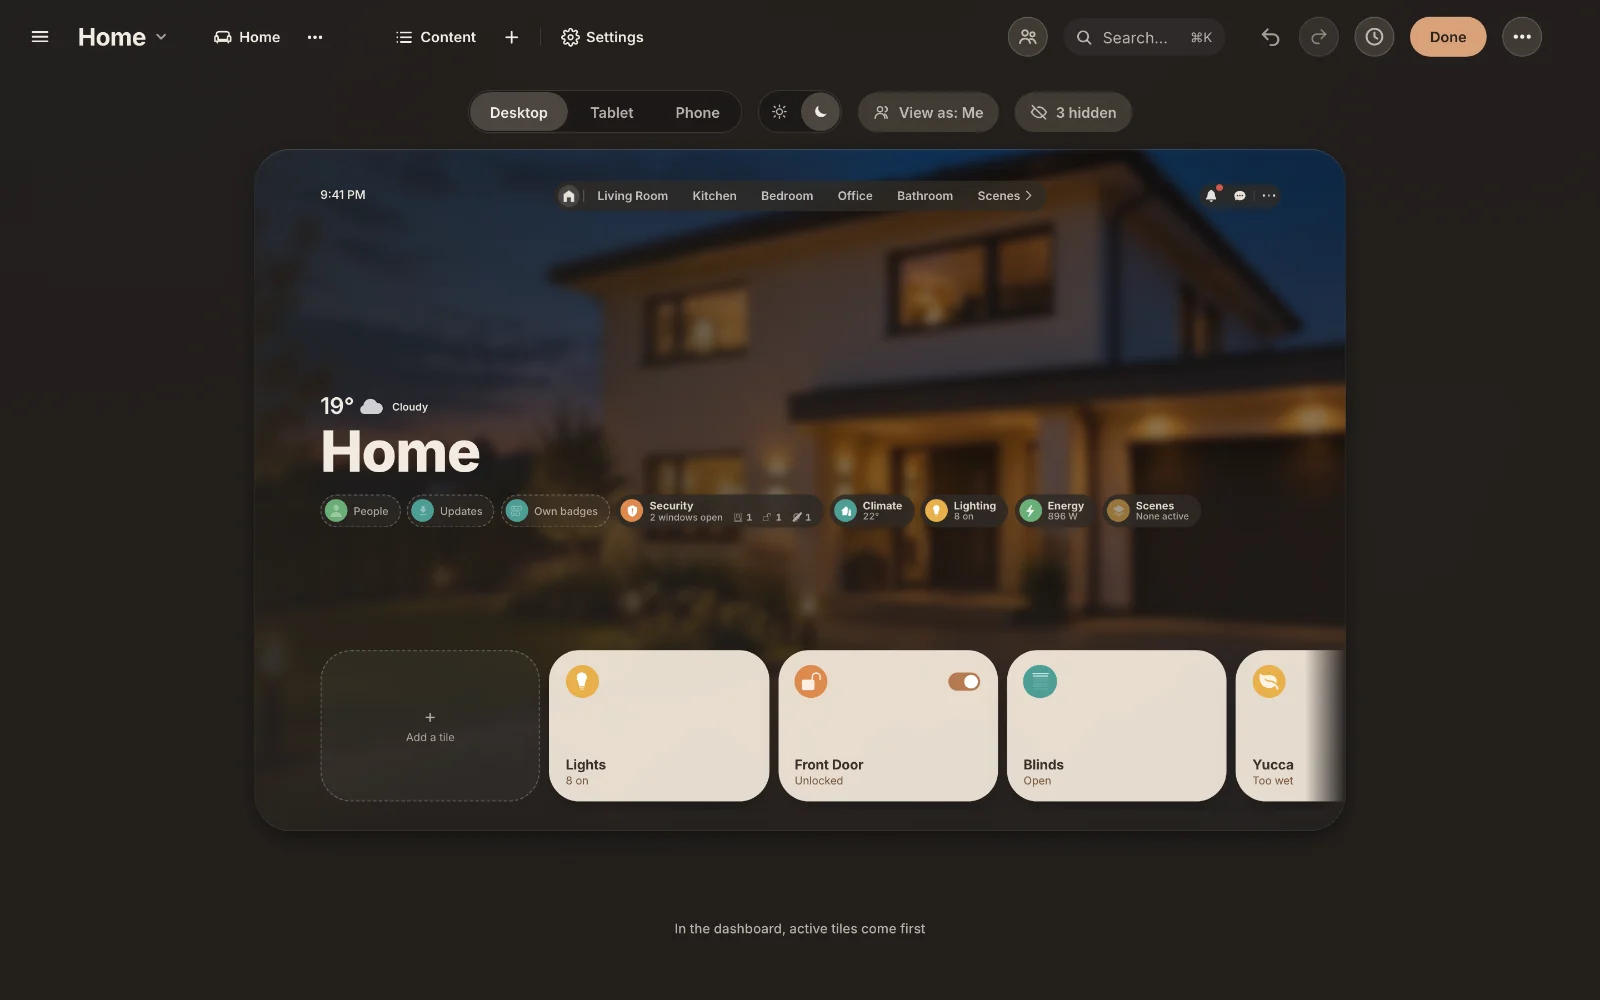 Home
Home
Content
Settings
Search...
⌘K
Done
Desktop
Tablet
Phone
View as: Me
3 hidden
9:41 PM
Living Room
Kitchen
Bedroom
Office
Bathroom
Scenes
19°
Cloudy
Home
People
Updates
Own badges
Security
2 windows open
1
1
1
Climate
22°
Lighting
8 on
Energy
896 W
Scenes
None active
+
Add a tile
Lights
8 on
Front Door
Unlocked
Blinds
Open
Yucca
Too wet
In the dashboard, active tiles come first